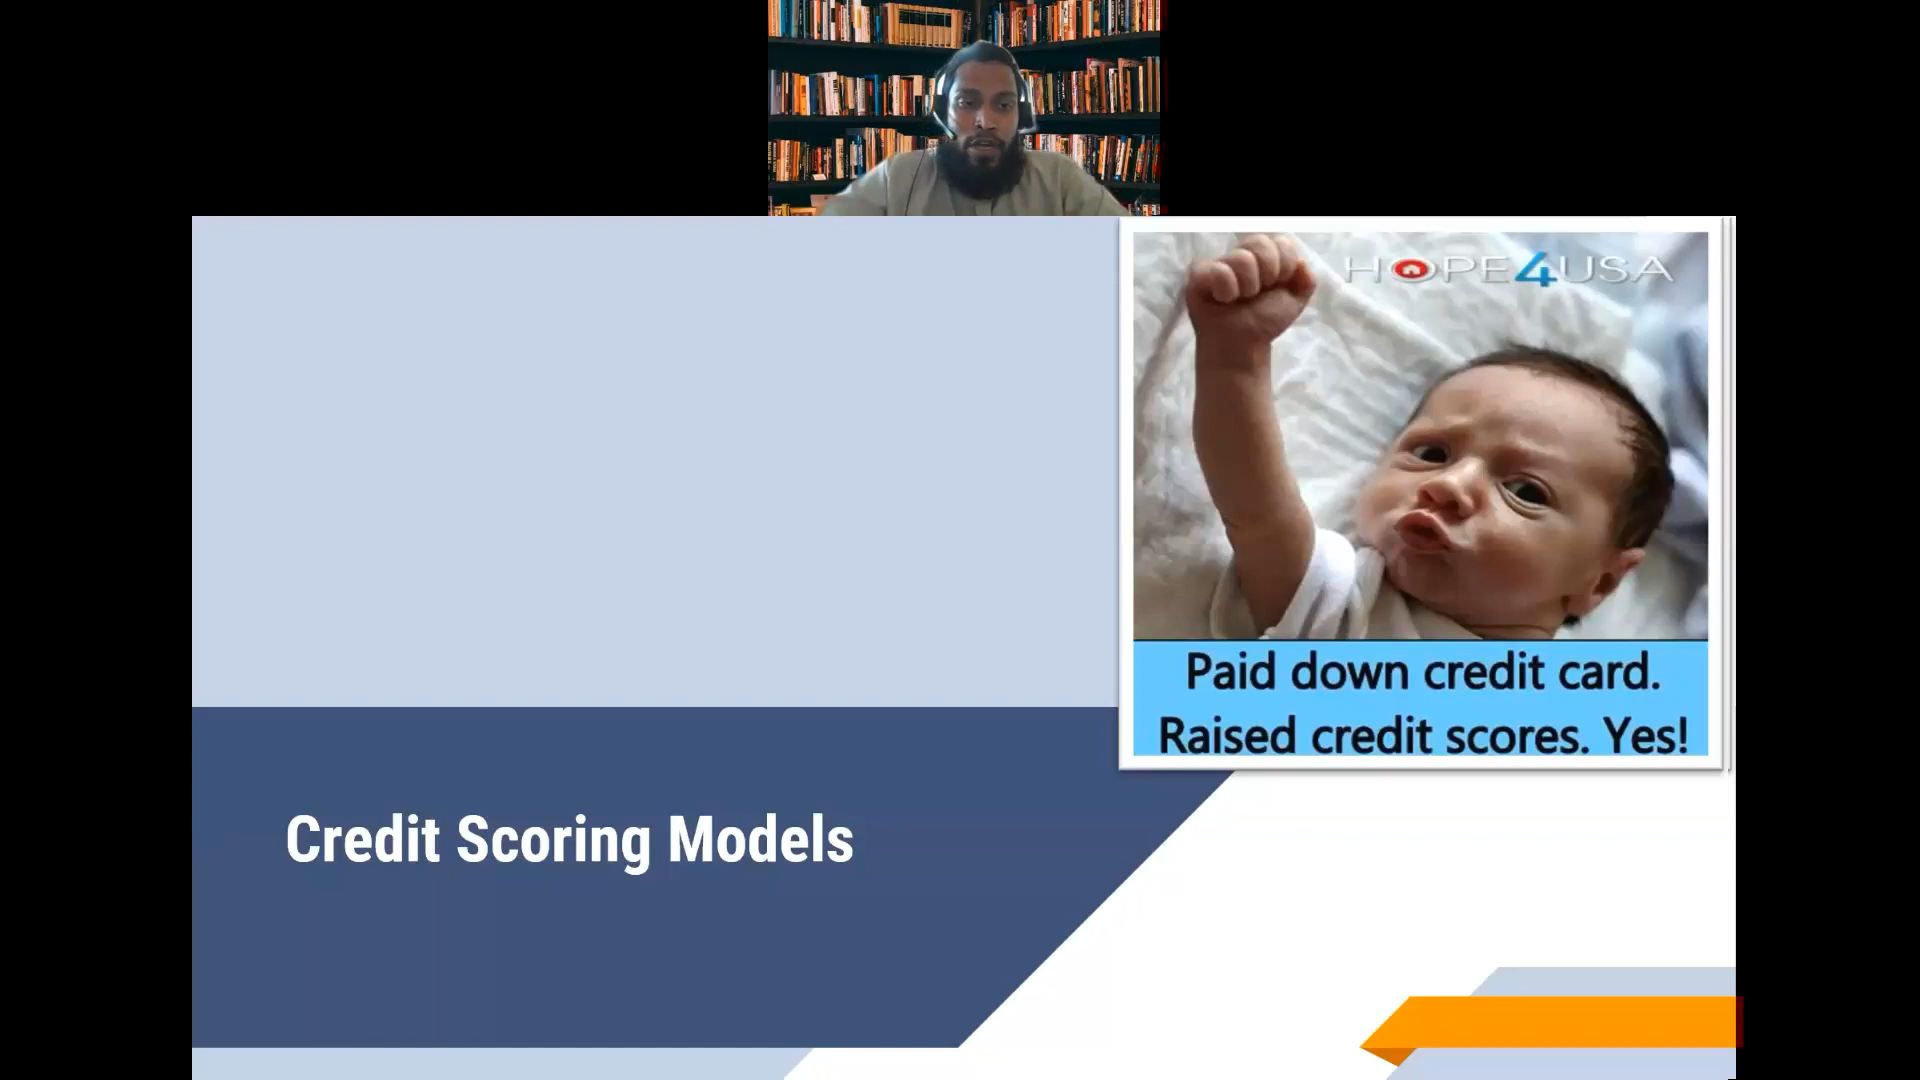 HOPE4USA
Paid down credit card.
Raised credit scores. Yes!
Credit Scoring Models